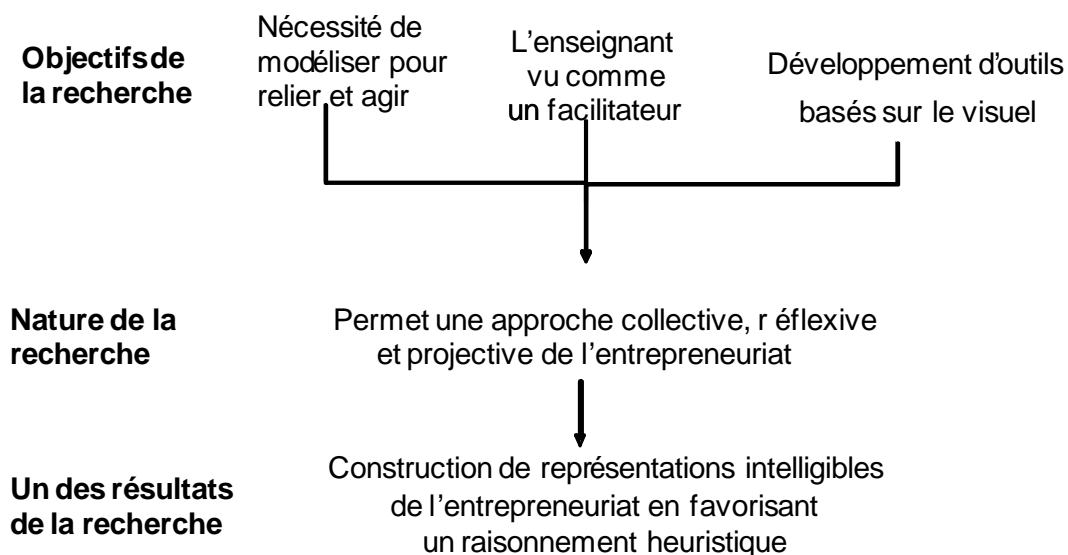 Objectifs de
la recherche
Nécessité de
modéliser pour
relier et agir
L'enseignant
vu comme
un facilitateur
Développement d'outils
basés sur le visuel
Nature de la
recherche
Permet une approche collective, r éflexive
et projective de l'entrepreneuriat
Un des résultats
de la recherche
Construction de représentations intelligibles
de l'entrepreneuriat en favorisant
un raisonnement heuristique